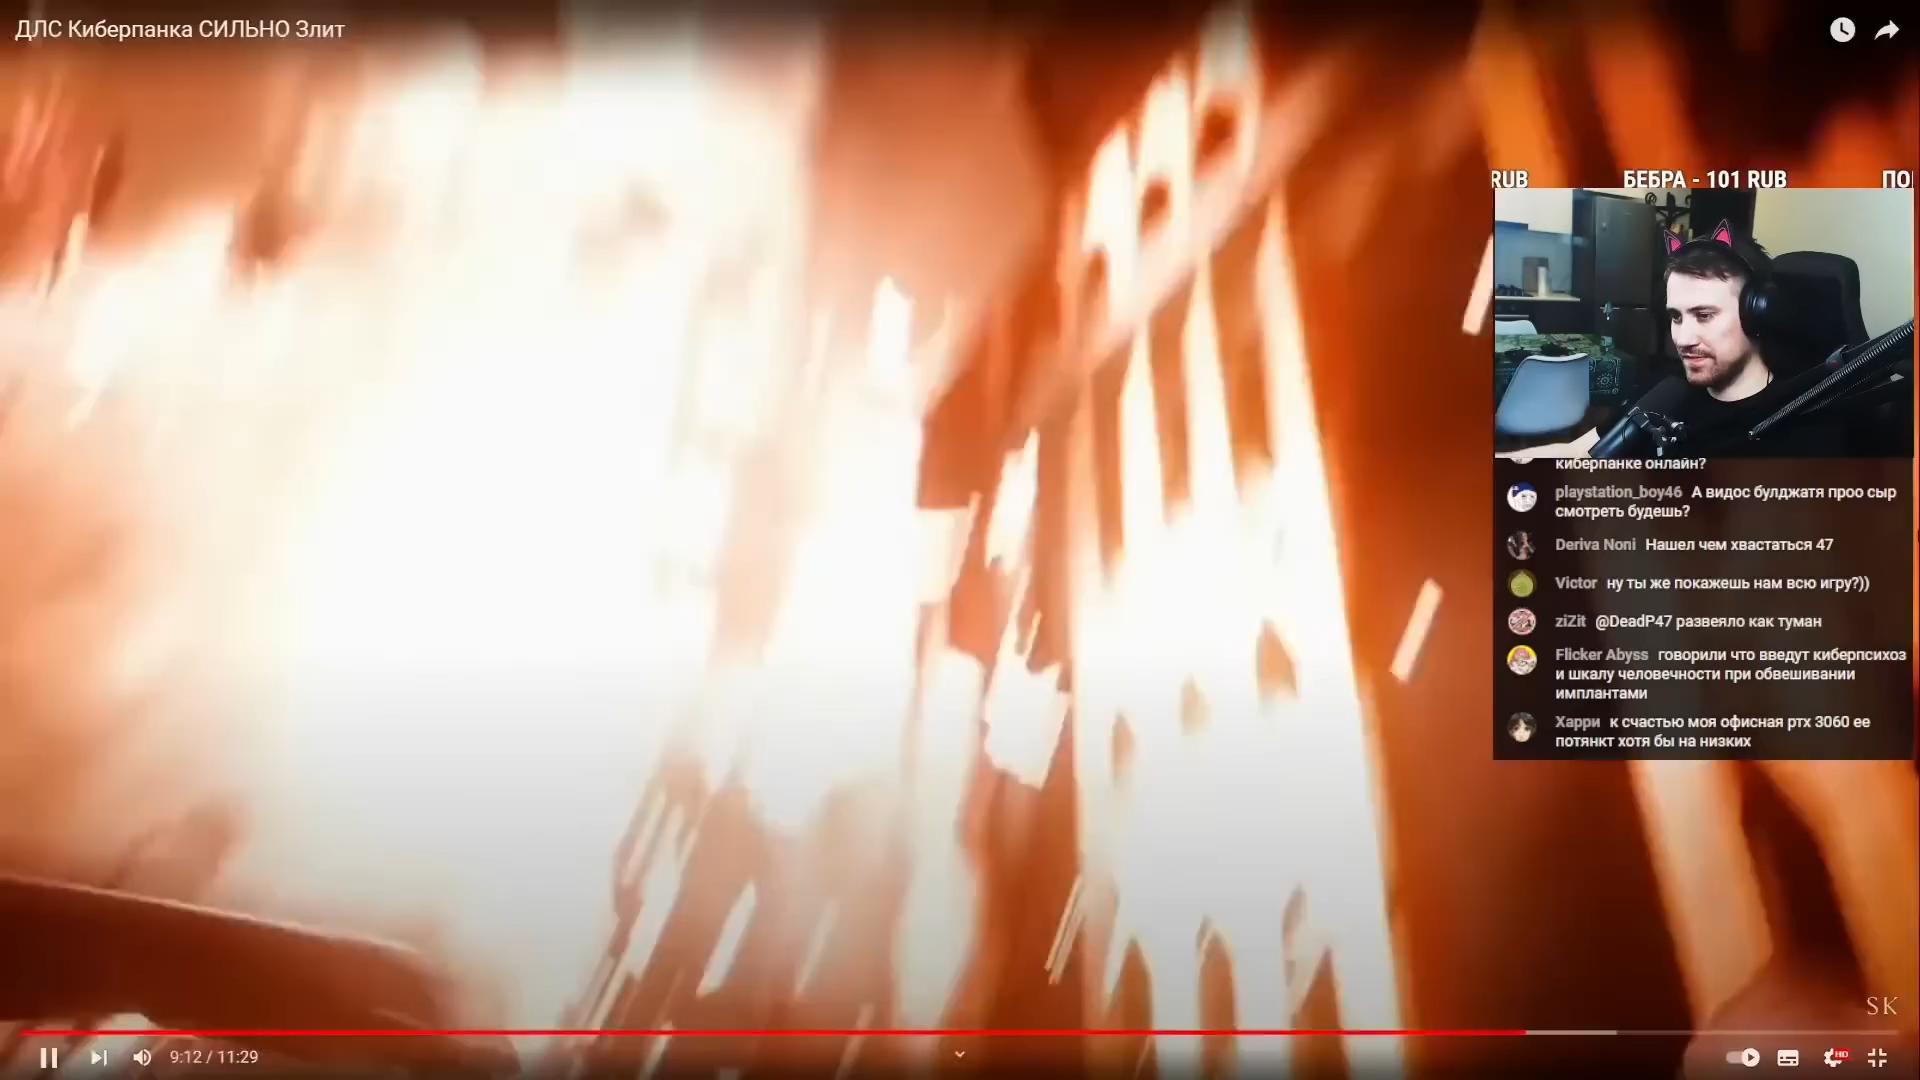 ДЛС Киберпанка СИЛЬНО Злит
RUB БЕБРА - 101 RUB
киберпанке онлайн?
playstation_boy46 А видос булджатя проо сыр
смотреть будешь?
Deriva Noni Нашел чем хвастаться 47
Victor ну ты же покажешь нам всю игру?))
ziZit @DeadP47 развеяло как туман
Flicker Abyss говорили что введут киберпсихоз
и шкалу человечности при обвешивании
имплантами
Харри к счастью моя офисная ртх 3060 ее
потянкт хотя бы на низких
SK
9:12 / 11:29
HD